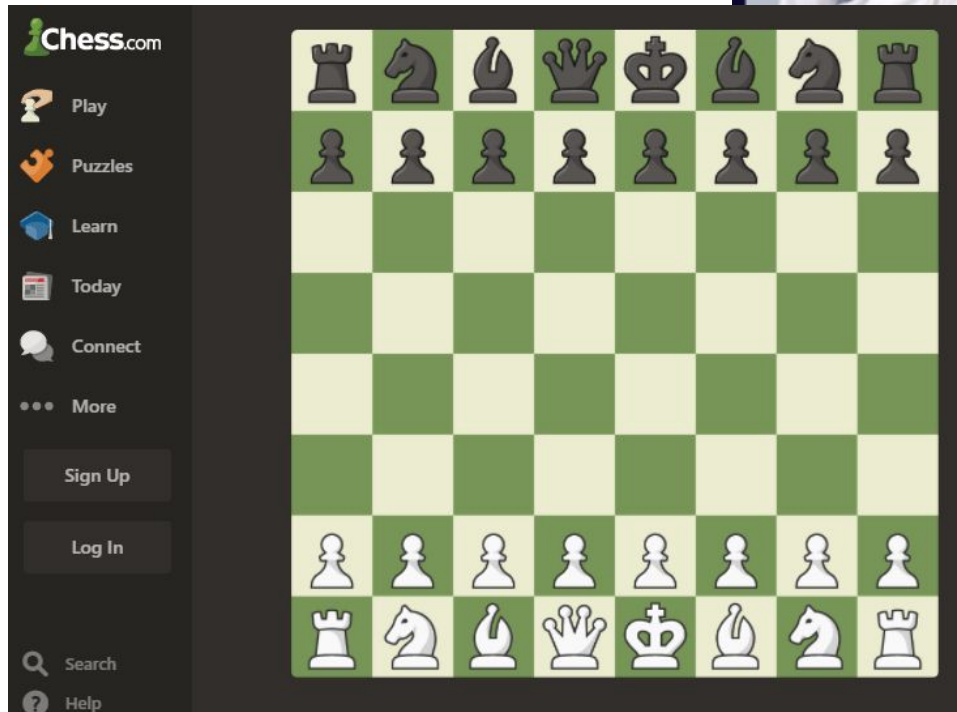 Chess.com
Play
Puzzles
Learn
Today
Connect
More
Sign Up
Log In
Search
Help